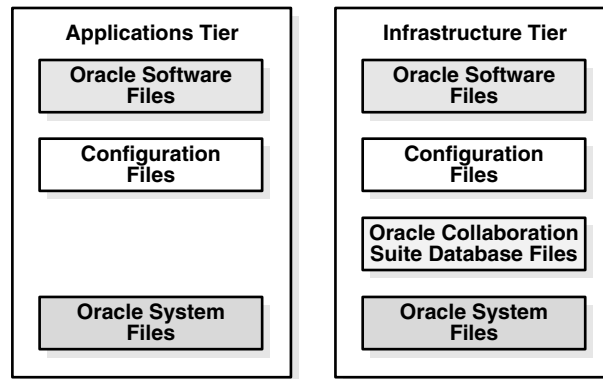 Applications Tier
Oracle Software
Files
Configuration
Files
Oracle System
Files
Infrastructure Tier
Oracle Software
Files
Configuration
Files
Oracle Collaboration
Suite Database Files
Oracle System
Files